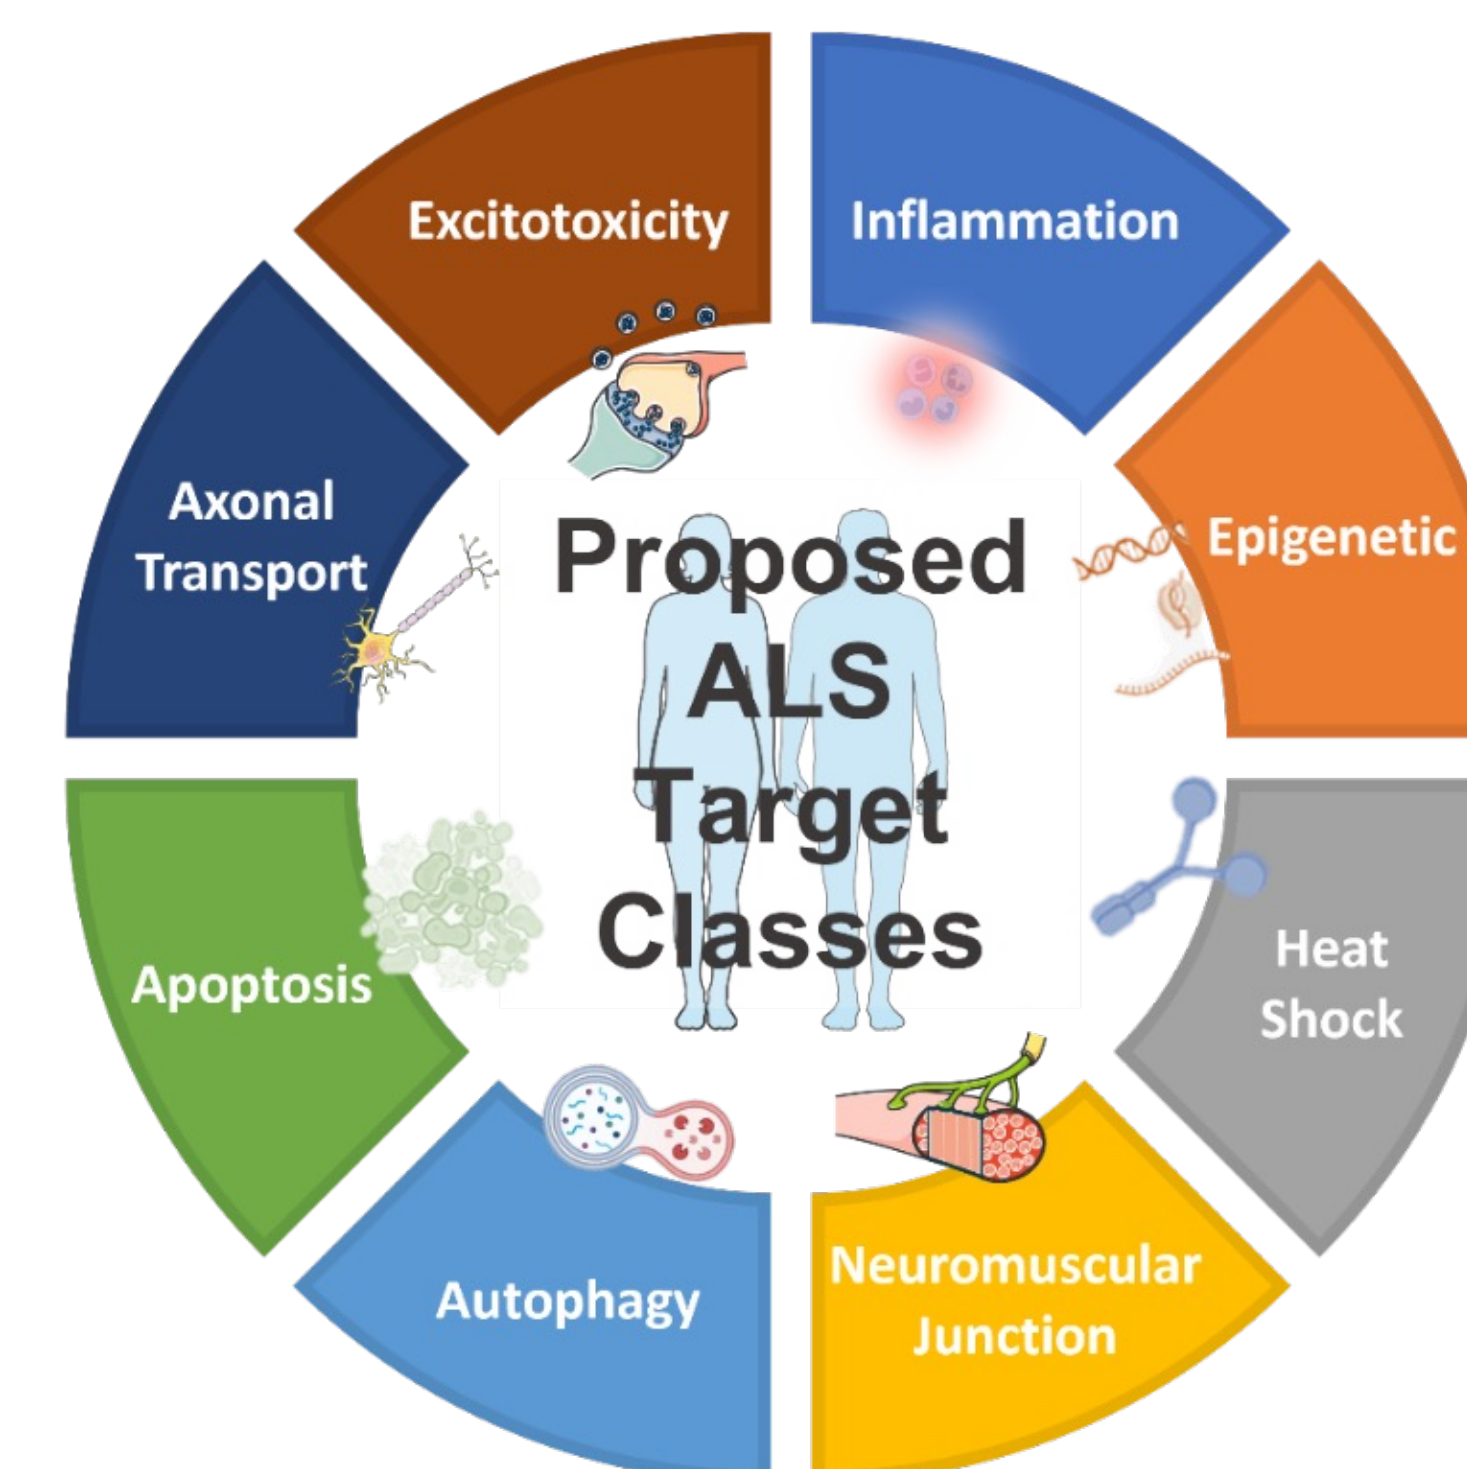 Excitotoxicity
Inflammation
Axonal
Transport
Epigenetic
Proposed
ALS
Target
Classes
Apoptosis
Heat
Shock
Autophagy
Neuromuscular
Junction